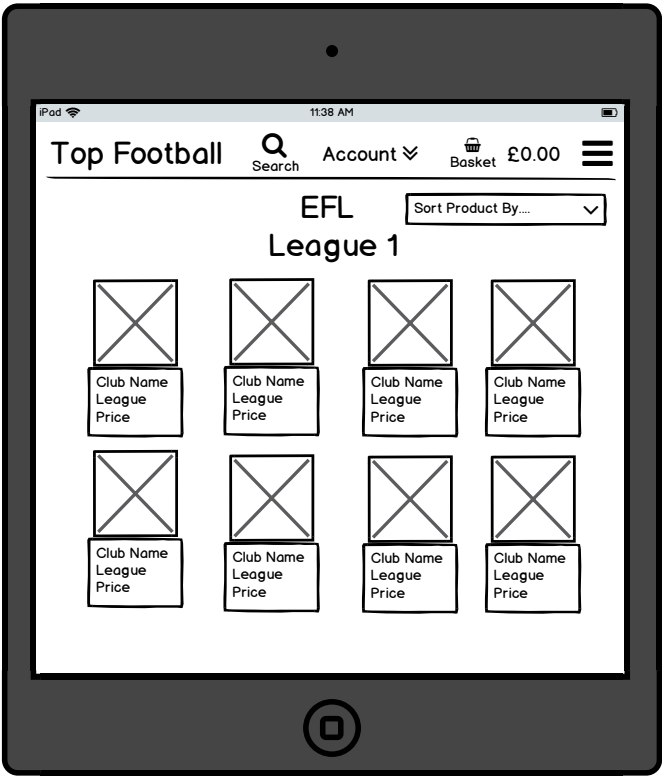 iPad 11:38 AM
Top Football Search Account Basket £0.00
EFL
Sort Product By....
League 1
Club Name
League
Price
Club Name
League
Price
Club Name
League
Price
Club Name
League
Price
Club Name
League
Price
Club Name
League
Price
Club Name
League
Price
Club Name
League
Price